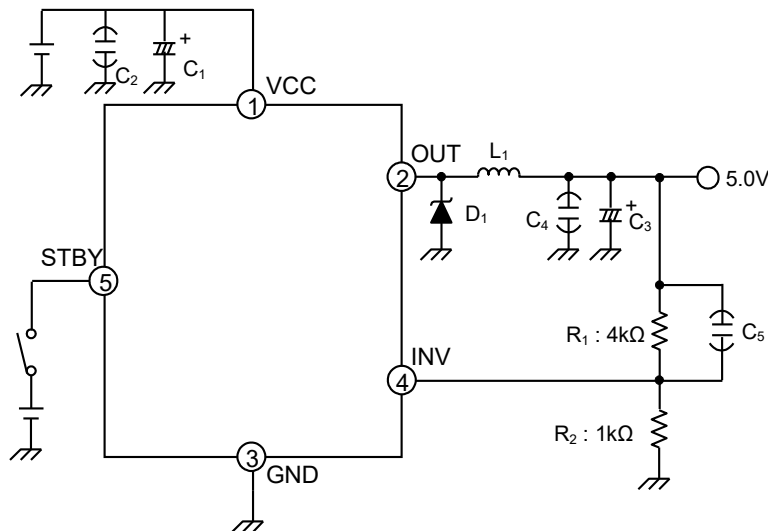 C2
+
C1
VCC
1
OUT
2
L1
5.0V
D1
C4
+
C3
STBY
5
R1 : 4kΩ
C5
INV
4
R2 : 1kΩ
3
GND